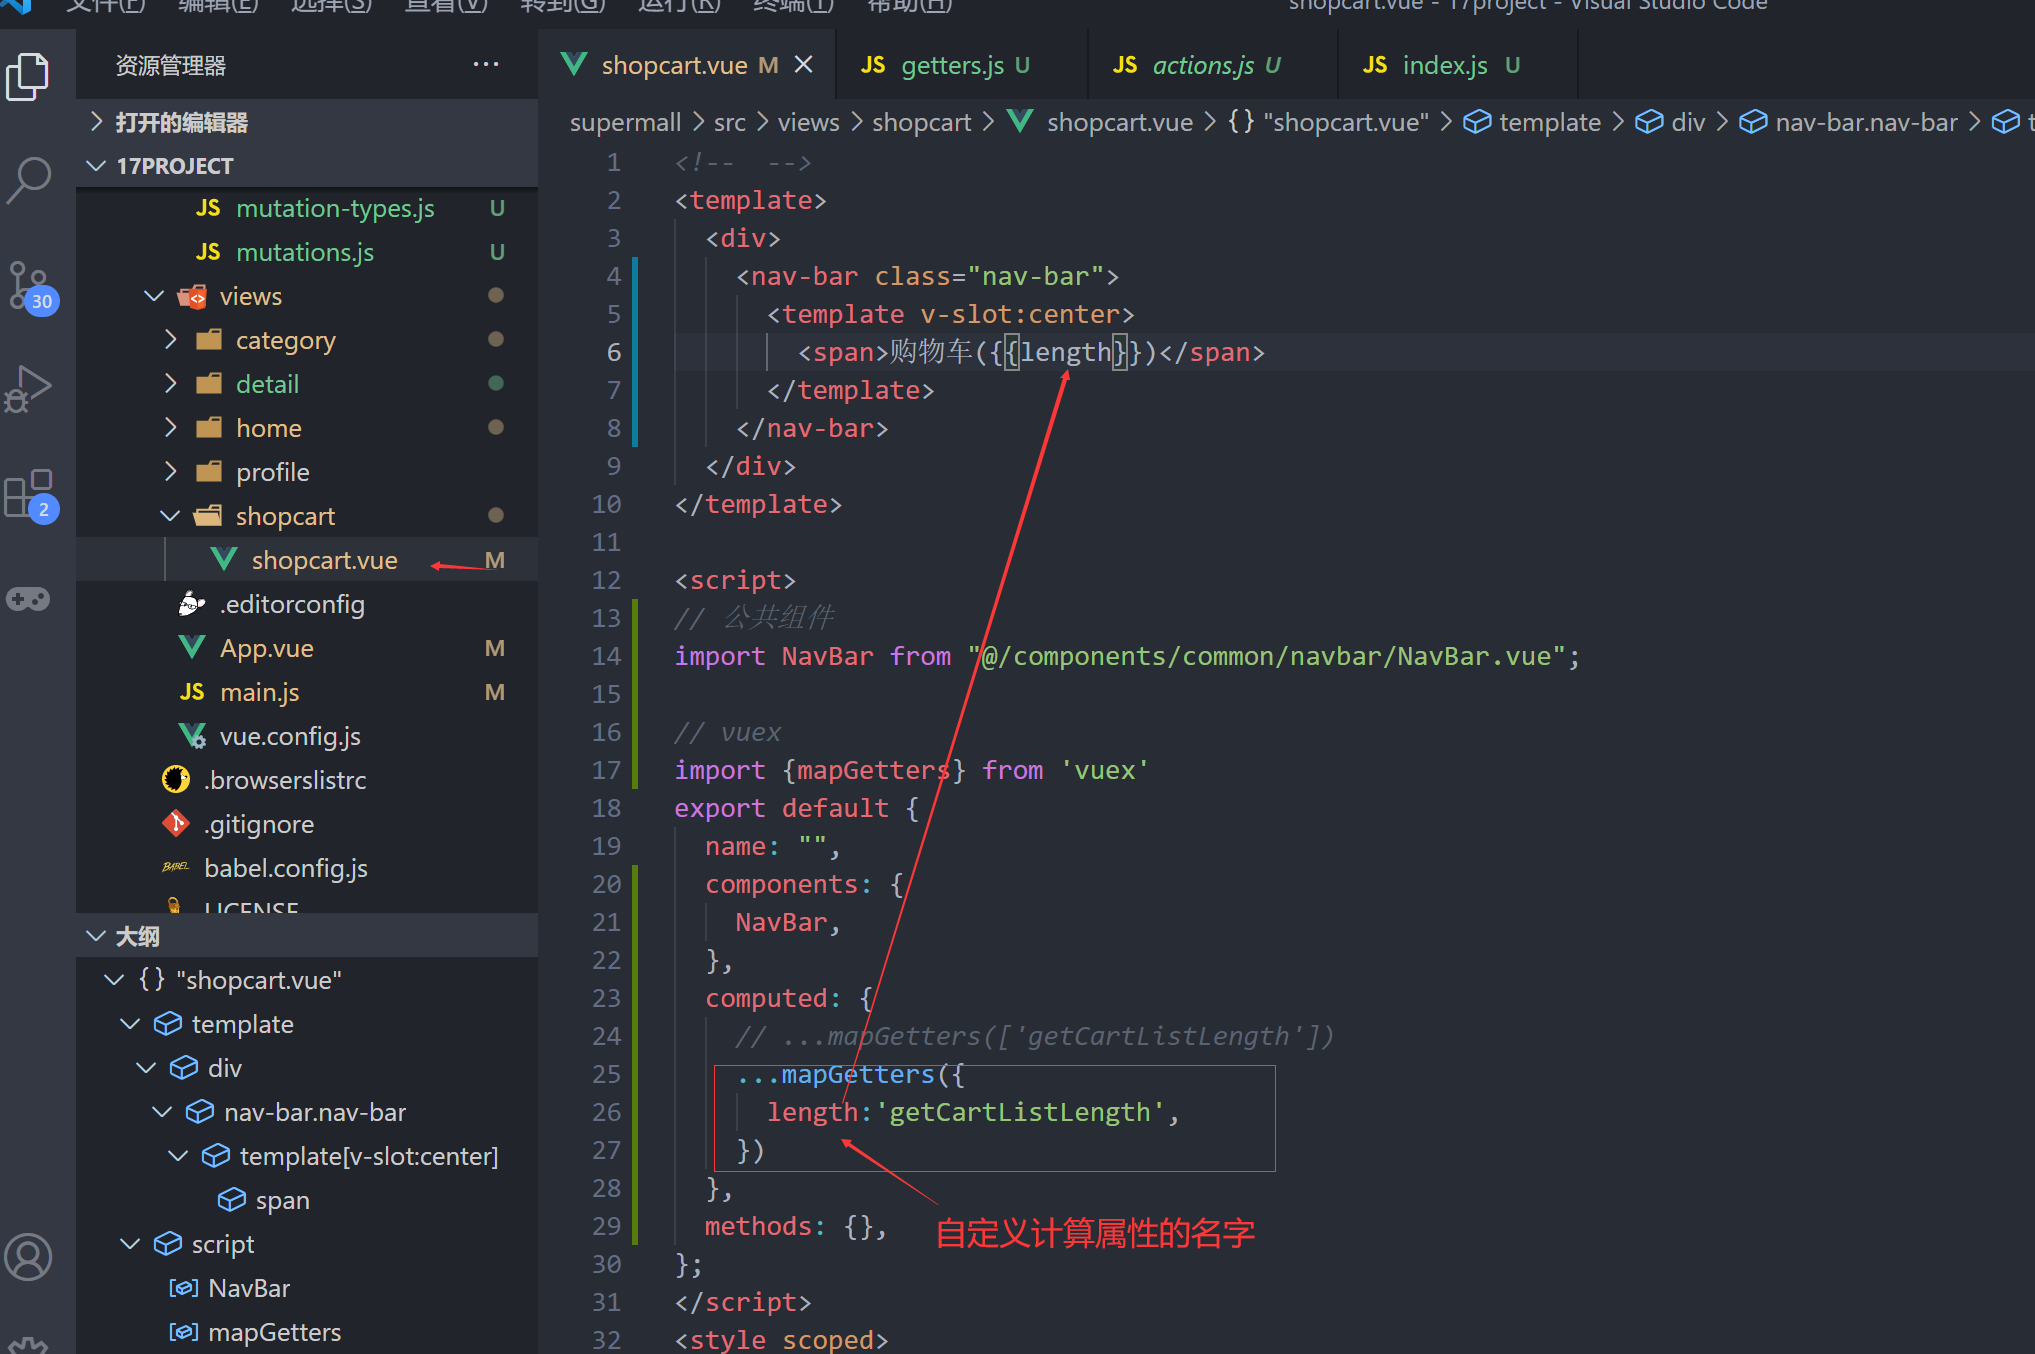 文件(F) 编辑(E) 选择(S) 查看(V) 转到(G) 运行(R) 终端(T) 帮助(H) shopcart.vue - 17project - Visual Studio Code
资源管理器 ···
shopcart.vue M
JS getters.js U
JS actions.js U
JS index.js U
supermall > src > views > shopcart > shopcart.vue > {} "shopcart.vue" > template > div > nav-bar.nav-bar > t
打开的编辑器
17PROJECT
JS mutation-types.js U
JS mutations.js U
views
category
detail
home
profile
shopcart
shopcart.vue M
.editorconfig
App.vue M
JS main.js M
vue.config.js
.browserslistrc
.gitignore
BABEL babel.config.js
LICENSE
大纲
{} "shopcart.vue"
template
div
nav-bar.nav-bar
template[v-slot:center]
span
script
NavBar
mapGetters
30
2
1 <!--  -->
2 <template>
3   <div>
4     <nav-bar class="nav-bar">
5       <template v-slot:center>
6         <span>购物车({{length}})</span>
7       </template>
8     </nav-bar>
9   </div>
10 </template>
11
12 <script>
13 // 公共组件
14 import NavBar from "@/components/common/navbar/NavBar.vue";
15
16 // vuex
17 import {mapGetters} from 'vuex'
18 export default {
19   name: "",
20   components: {
21     NavBar,
22   },
23   computed: {
24     // ...mapGetters(['getCartListLength'])
25     ...mapGetters({
26       length:'getCartListLength',
27     })
28   },
29   methods: {},
自定义计算属性的名字
30 };
31 </script>
32 <style scoped>